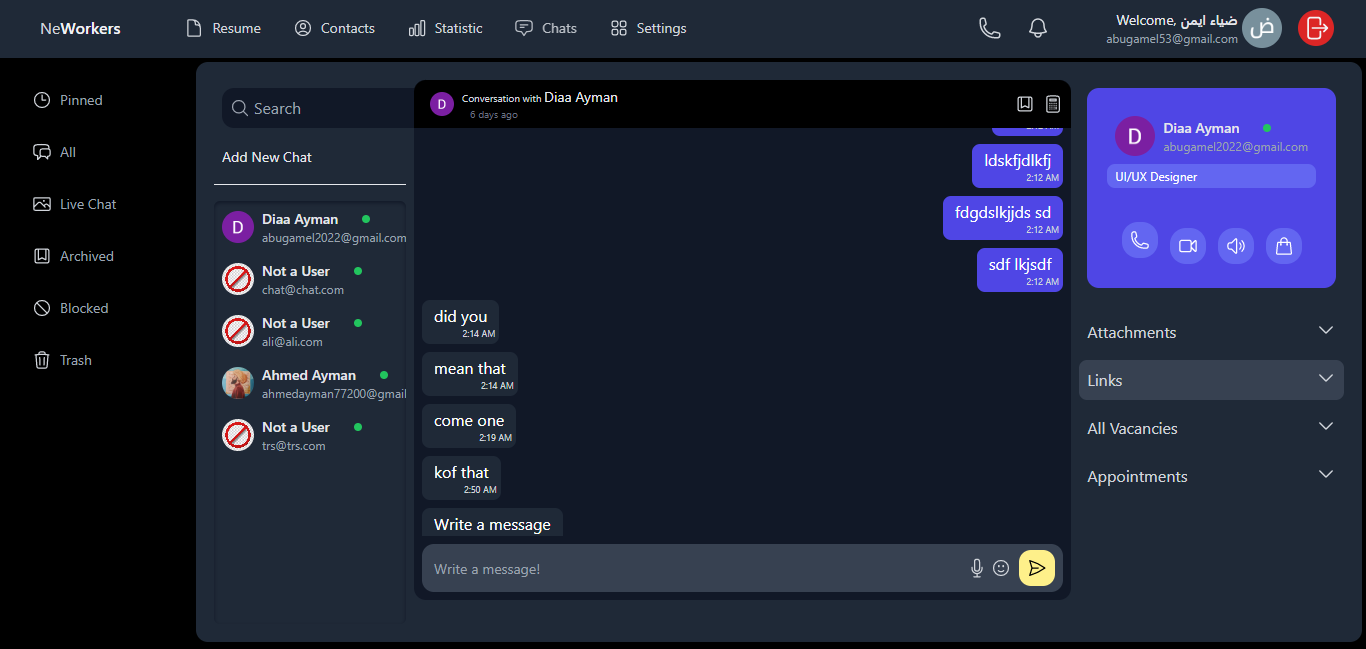 NeWorkers
Resume
Contacts
Statistic
Chats
Settings
Welcome, ضياء ايمن
abugamel53@gmail.com
ض
Pinned
All
Live Chat
Archived
Blocked
Trash
Search
Add New Chat
D
Diaa Ayman
abugamel2022@gmail.com
Not a User
chat@chat.com
Not a User
ali@ali.com
Ahmed Ayman
ahmedayman77200@gmail
Not a User
trs@trs.com
D
Conversation with Diaa Ayman
6 days ago
ldskfjdlkfj
2:12 AM
fdgdslkjjds sd
2:12 AM
sdf lkjsdf
2:12 AM
did you
2:14 AM
mean that
2:14 AM
come one
2:19 AM
kof that
2:50 AM
Write a message
Write a message!
D
Diaa Ayman
abugamel2022@gmail.com
UI/UX Designer
Attachments
Links
All Vacancies
Appointments